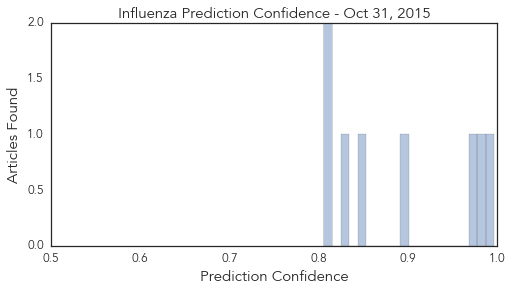 Influenza Prediction Confidence - Oct 31, 2015
2.0
1.5
1.0
0.5
0.0
Articles Found
0.5 0.6 0.7 0.8 0.9 1.0
Prediction Confidence